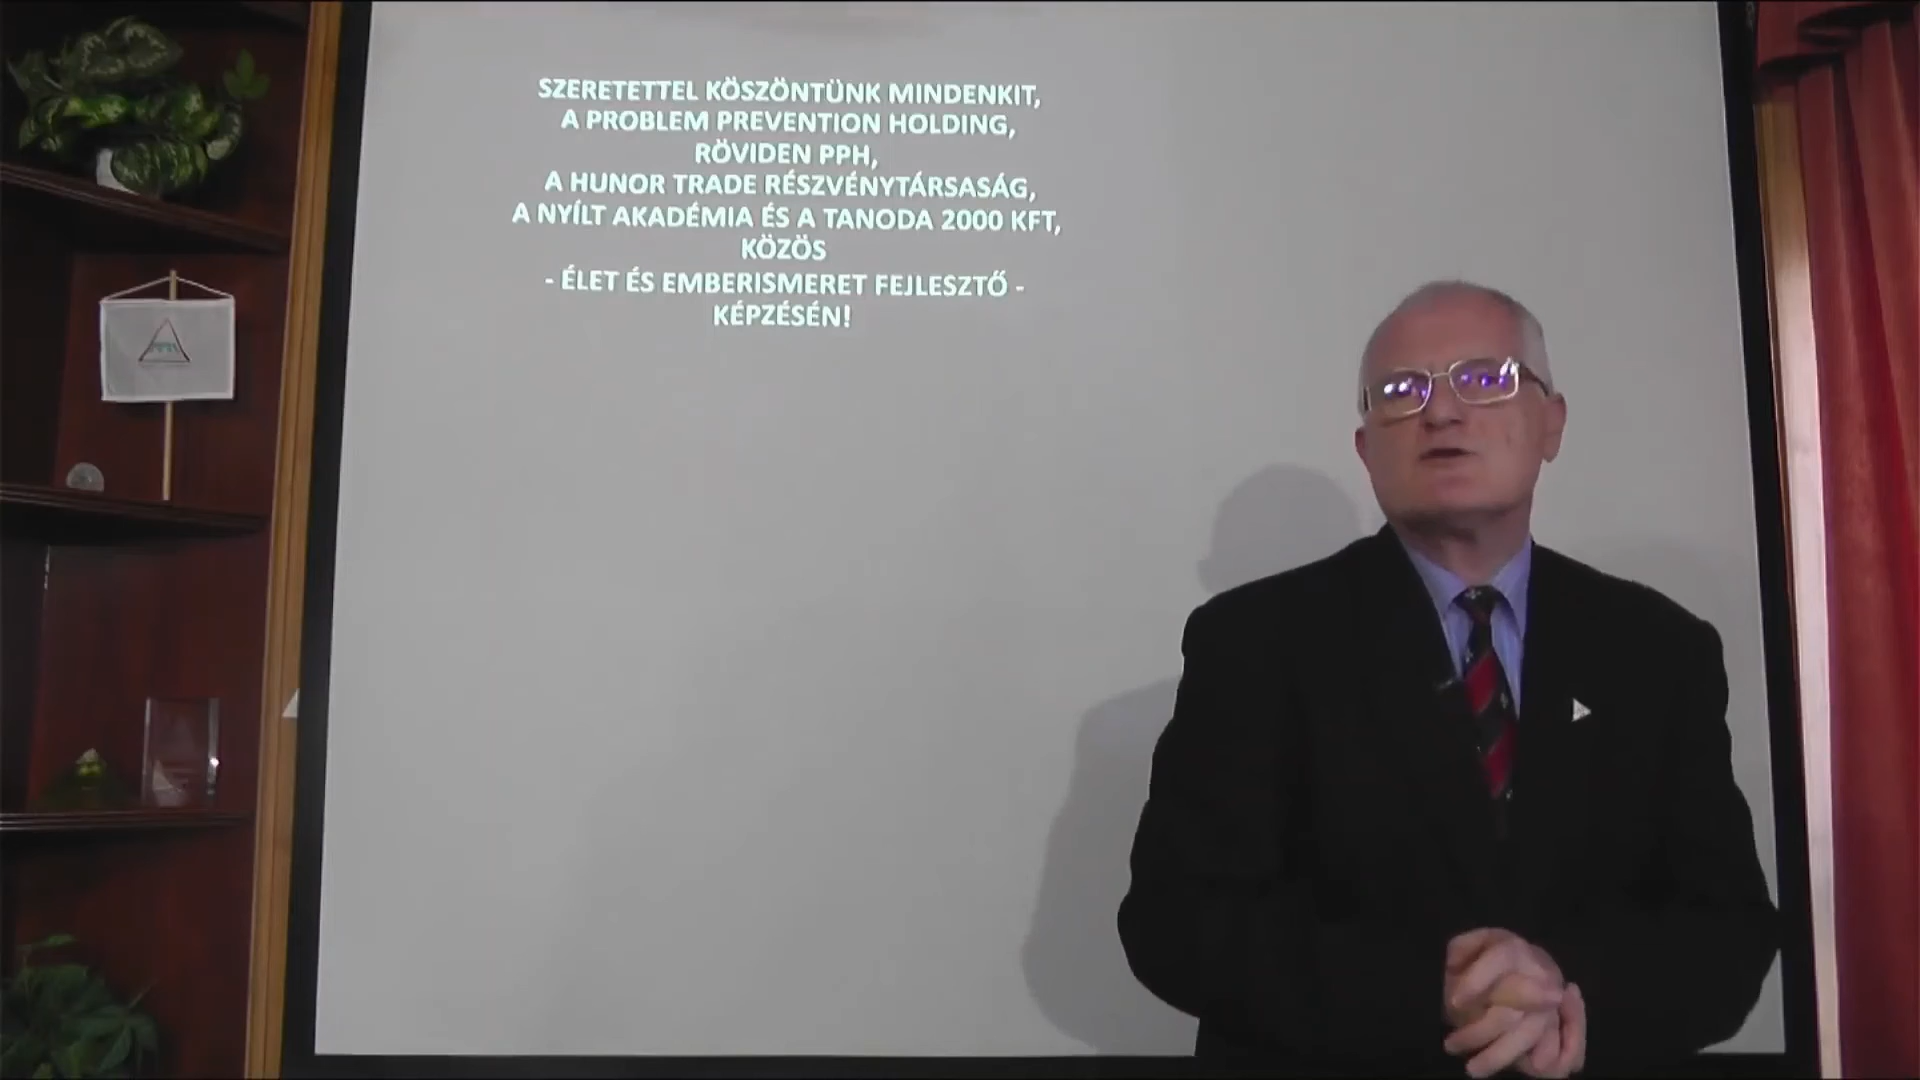 SZERETETTEL KÖSZÖNTÜNK MINDENKIT,
A PROBLEM PREVENTION HOLDING,
RÖVIDEN PPH,
A HUNOR TRADE RÉSZVÉNYTÁRSASÁG,
A NYÍLT AKADÉMIA ÉS A TANODA 2000 KFT,
KÖZÖS
- ÉLET ÉS EMBERISMERET FEJLESZTŐ -
KÉPZÉSÉN!